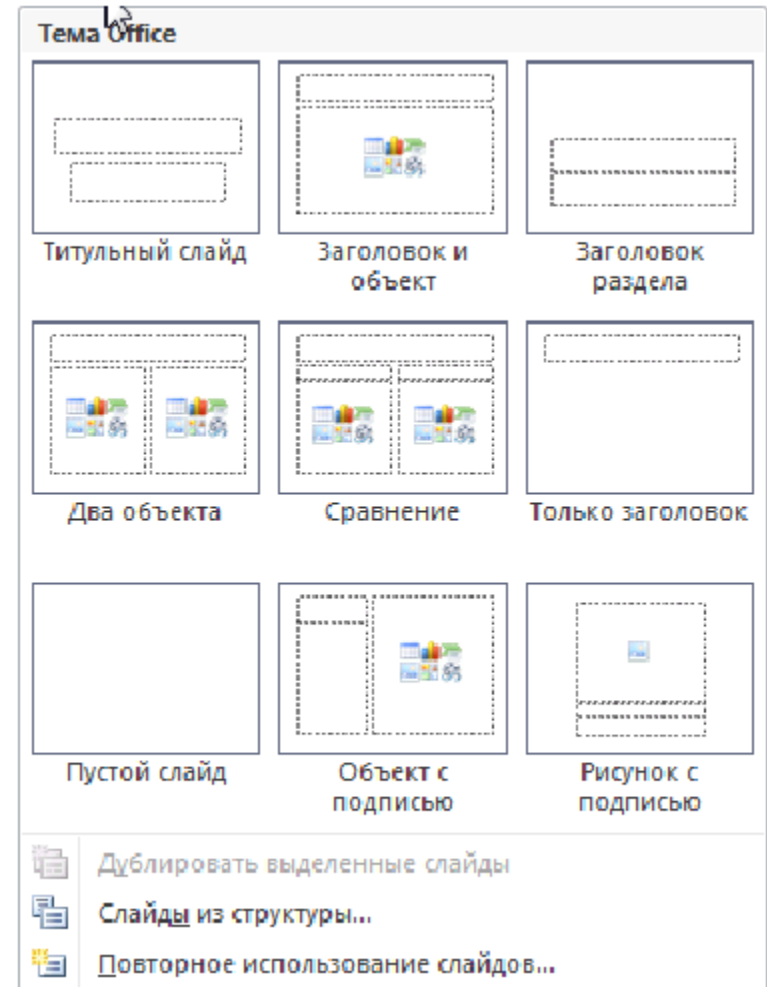 Тема Office
Титульный слайд
Заголовок и
объект
Заголовок
раздела
Два объекта
Сравнение
Только заголовок
Пустой слайд
Объект с
подписью
Рисунок с
подписью
Дублировать выделенные слайды
Слайды из структуры...
Повторное использование слайдов...